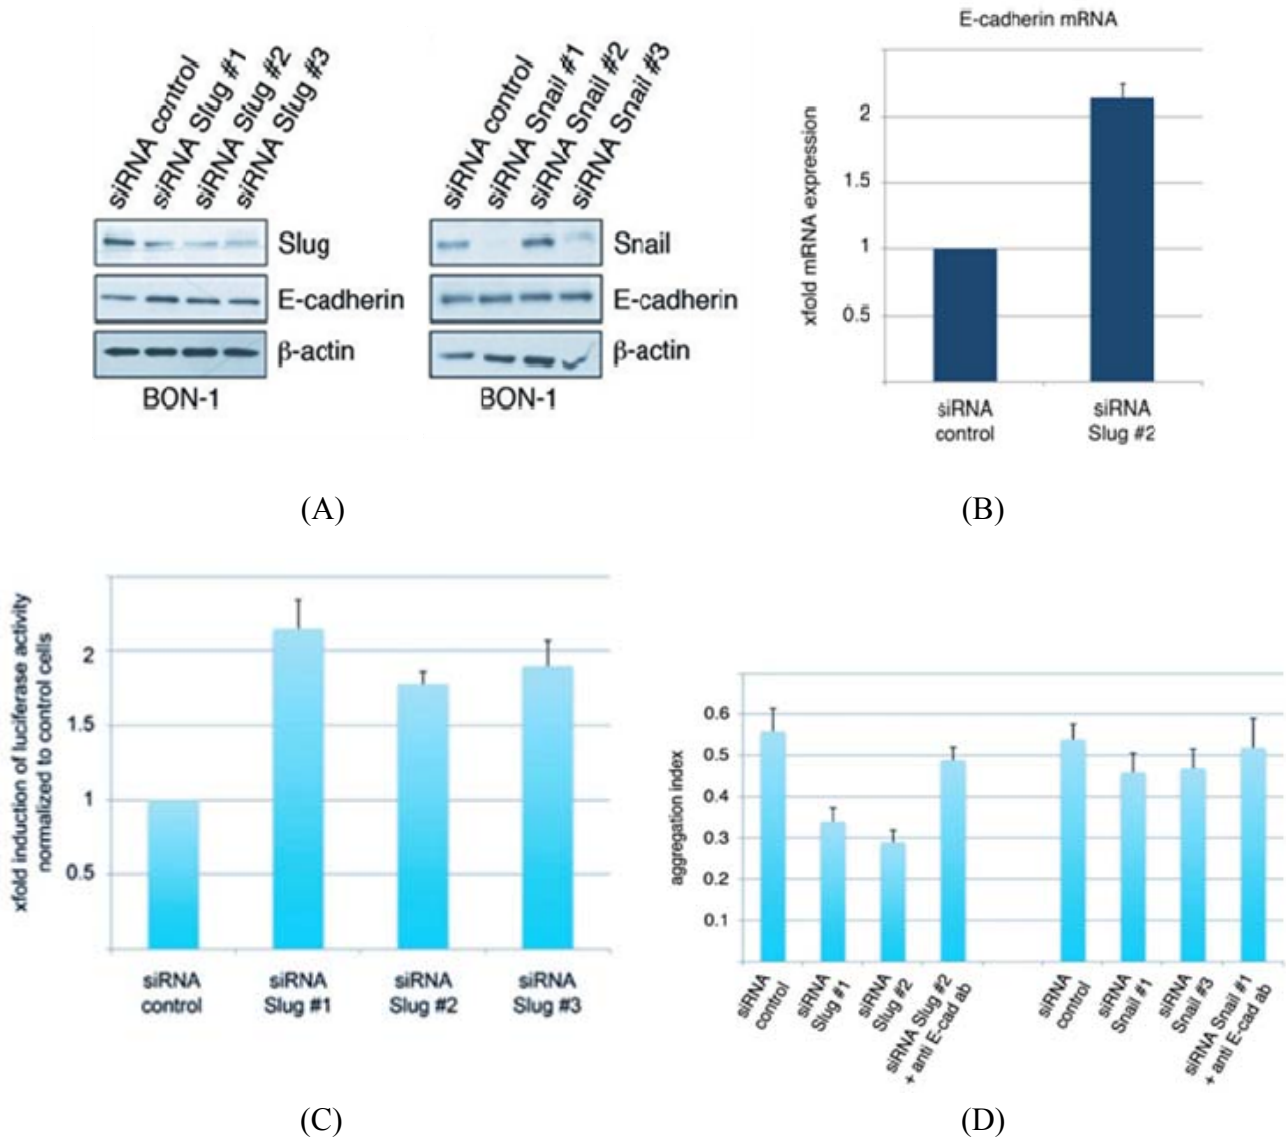 siRNA control
siRNA Slug #1
siRNA Slug #2
siRNA Slug #3
Slug
E-cadherin
β-actin
BON-1
siRNA control
siRNA Snail #1
siRNA Snail #2
siRNA Snail #3
Snail
E-cadherin
β-actin
BON-1
(A)
E-cadherin mRNA
xfold mRNA expression
2
1.5
1
0.5
siRNA
control
siRNA
Slug #2
(B)
xfold induction of luciferase activity
normalized to control cells
2
1.5
1
0.5
siRNA
control
siRNA
Slug #1
siRNA
Slug #2
siRNA
Slug #3
(C)
aggregation index
0.6
0.5
0.4
0.3
0.2
0.1
siRNA
control
siRNA
Slug #1
siRNA
Slug #2
siRNA Slug #2
+ anti E-cad ab
siRNA
control
siRNA
Snail #1
siRNA
Snail #3
siRNA Snail #1
+ anti E-cad ab
(D)